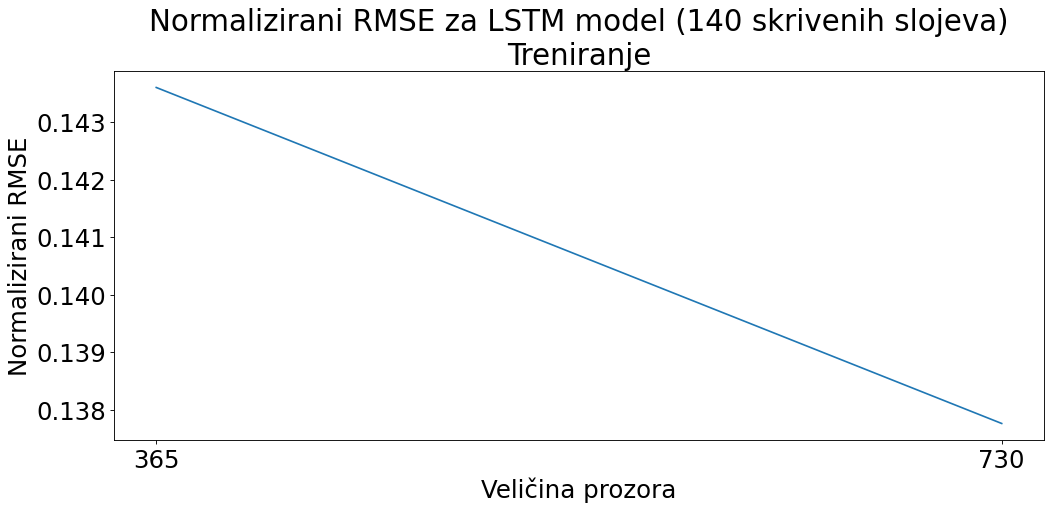 Normalizirani RMSE za LSTM model (140 skrivenih slojeva)
Treniranje
Normalizirani RMSE
0.143
0.142
0.141
0.140
0.139
0.138
365
730
Veličina prozora